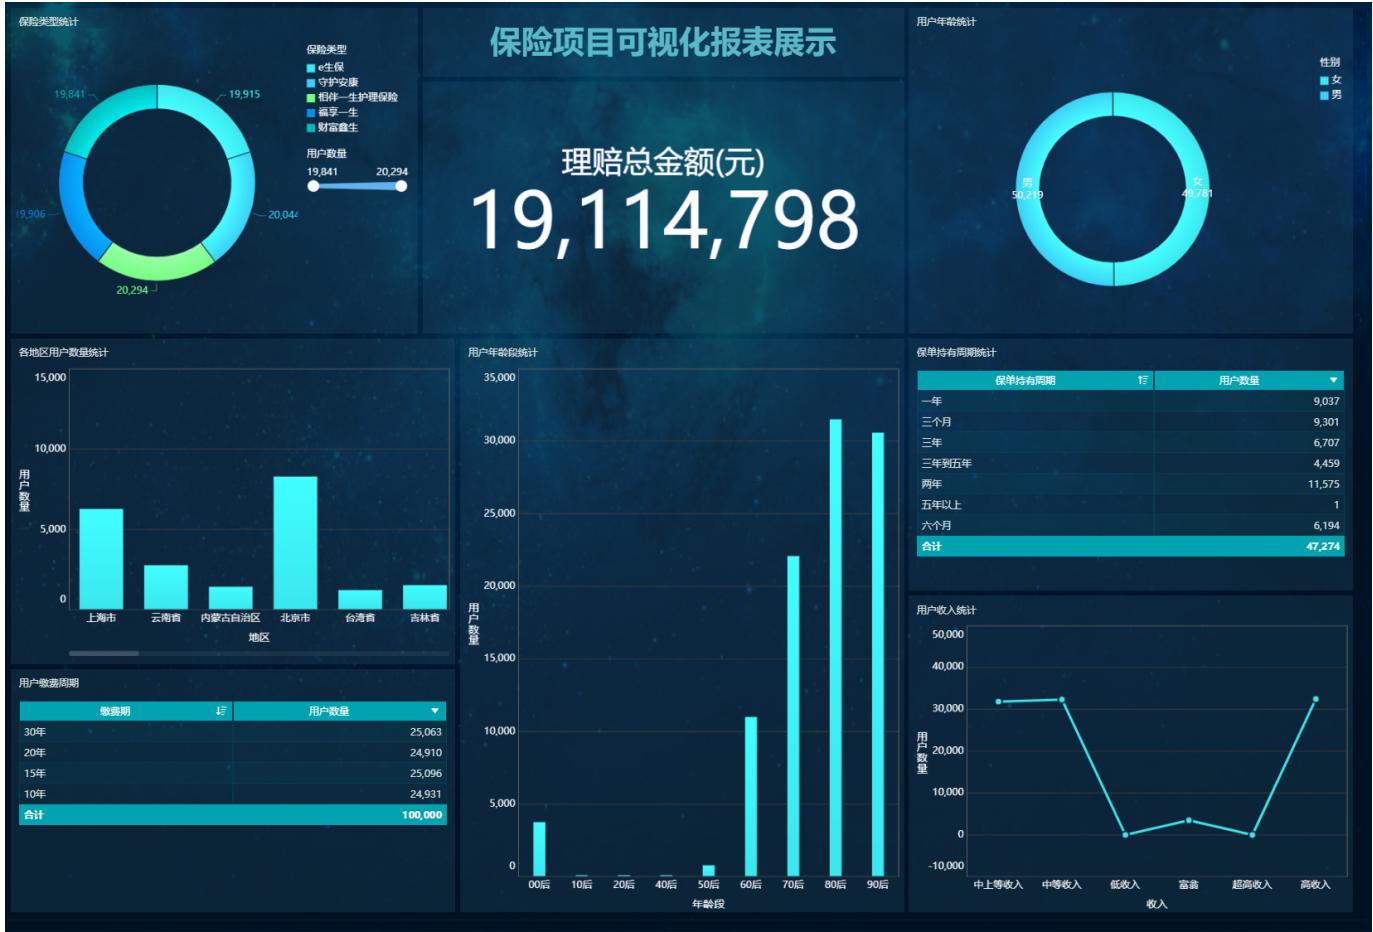 保险类型统计
保险类型
e生保
守护安康
相伴一生护理保险
福享一生
财富鑫生
用户数量
19,841 20,294
19,841
19,915
19,906
20,044
20,294
保险项目可视化报表展示
理赔总金额(元)
19,114,798
用户年龄统计
性别
女
男
男
50,219
女
49,781
各地区用户数量统计
15,000
10,000
5,000
0
用户数量
上海市 云南省 内蒙古自治区 北京市 台湾省 吉林省
地区
用户缴费周期
缴费期 用户数量
30年 25,063
20年 24,910
15年 25,096
10年 24,931
合计 100,000
用户年龄段统计
35,000
30,000
25,000
20,000
15,000
10,000
5,000
0
用户数量
00后 10后 20后 40后 50后 60后 70后 80后 90后
年龄段
保单持有周期统计
保单持有周期 用户数量
一年 9,037
三个月 9,301
三年 6,707
三年到五年 4,459
两年 11,575
五年以上 1
六个月 6,194
合计 47,274
用户收入统计
50,000
40,000
30,000
20,000
10,000
0
-10,000
用户数量
中上等收入 中等收入 低收入 富翁 超高收入 高收入
收入